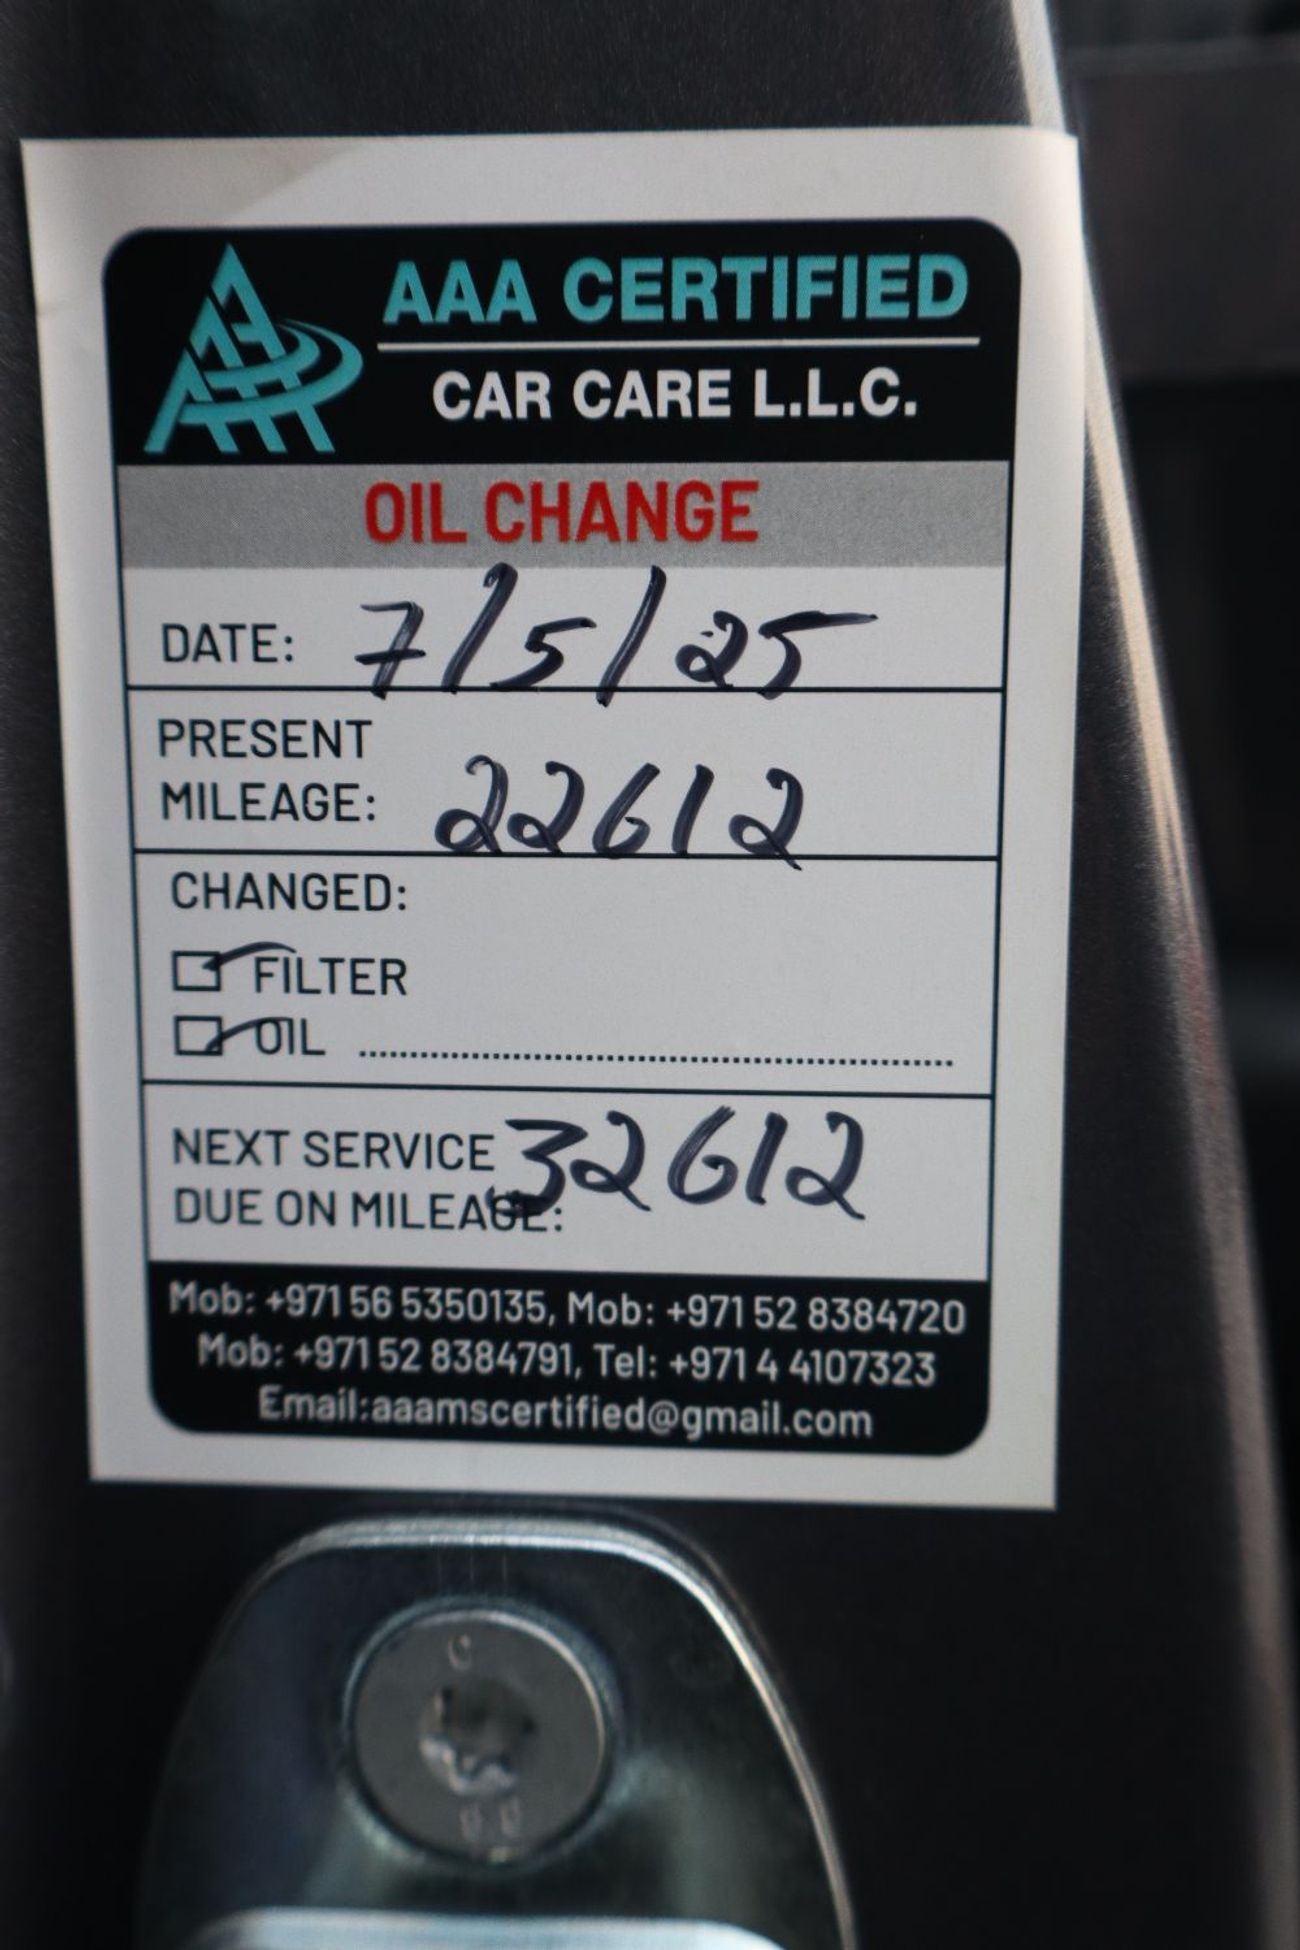 AAA CERTIFIED
CAR CARE L.L.C.
OIL CHANGE
DATE: 7/5/25
PRESENT
MILEAGE: 22612
CHANGED:
FILTER
OIL ....................
NEXT SERVICE 32612
DUE ON MILEAGE:
Mob: +971 56 5350135, Mob: +971 52 8384720
Mob: +971 52 8384791, Tel: +971 4 4107323
Email:aaamscertified@gmail.com